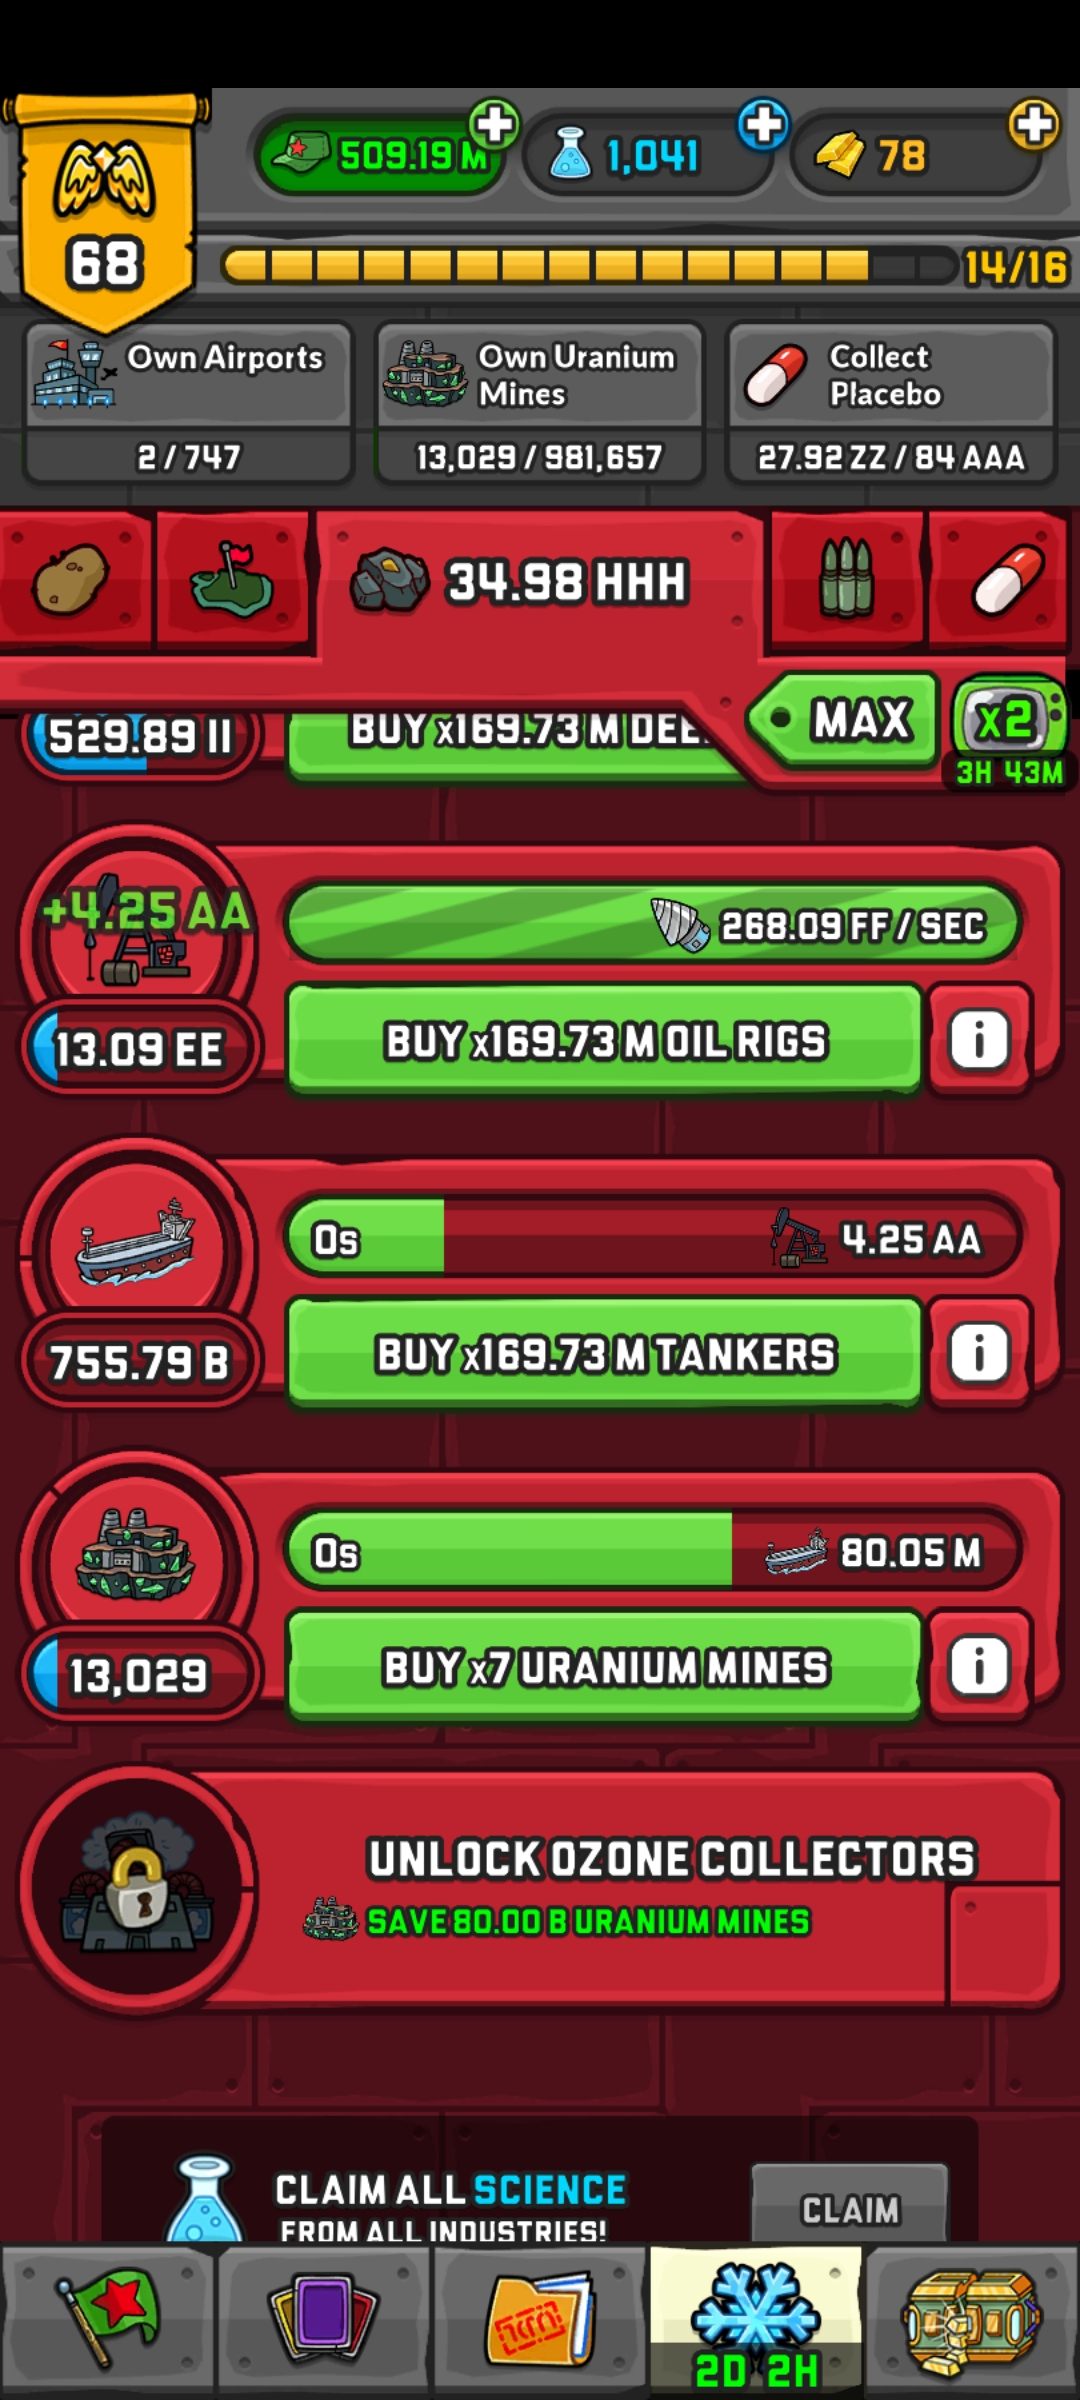 509.19 M
1,041
78
68
14/16
Own Airports
2 / 747
Own Uranium
Mines
13,029 / 981,657
Collect
Placebo
27.92 ZZ / 84 AAA
34.98 HHH
529.89 II
BUY x169.73 M DEE
MAX
x2
3H 43M
+4.25 AA
268.09 FF / SEC
13.09 EE
BUY x169.73 M OIL RIGS
i
0s
4.25 AA
755.79 B
BUY x169.73 M TANKERS
i
0s
80.05 M
13,029
BUY x7 URANIUM MINES
i
UNLOCK OZONE COLLECTORS
SAVE 80.00 B URANIUM MINES
CLAIM ALL SCIENCE
FROM ALL INDUSTRIES!
CLAIM
2D 2H